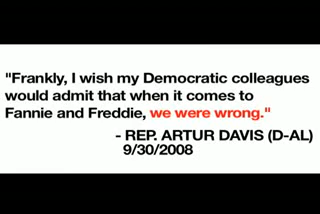 "Frankly, I wish my Democratic colleagues
would admit that when it comes to
Fannie and Freddie, we were wrong."
- REP. ARTUR DAVIS (D-AL)
9/30/2008